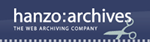 hanzo:archives
THE WEB ARCHIVING COMPANY